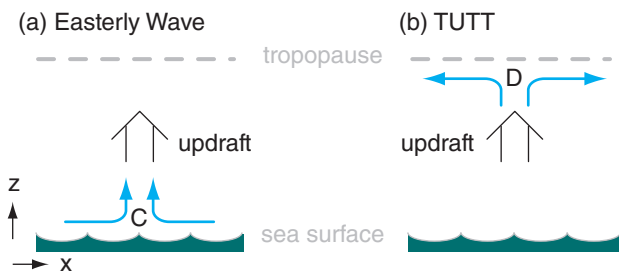 (a) Easterly Wave
(b) TUTT
tropopause
D
updraft
updraft
z
C
sea surface
x